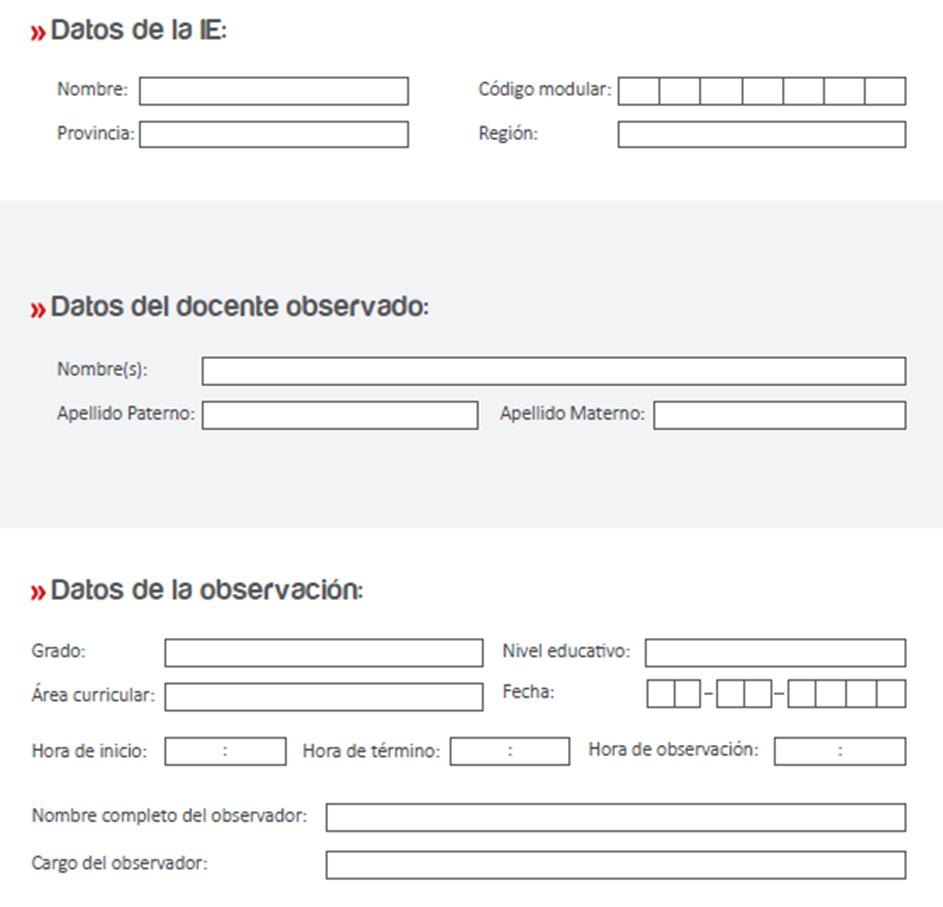 » Datos de la IE:
Nombre: Código modular:
Provincia: Región:
» Datos del docente observado:
Nombre(s):
Apellido Paterno: Apellido Materno:
» Datos de la observación:
Grado: Nivel educativo:
Área curricular: Fecha: – –
Hora de inicio: : Hora de término: : Hora de observación: :
Nombre completo del observador:
Cargo del observador: